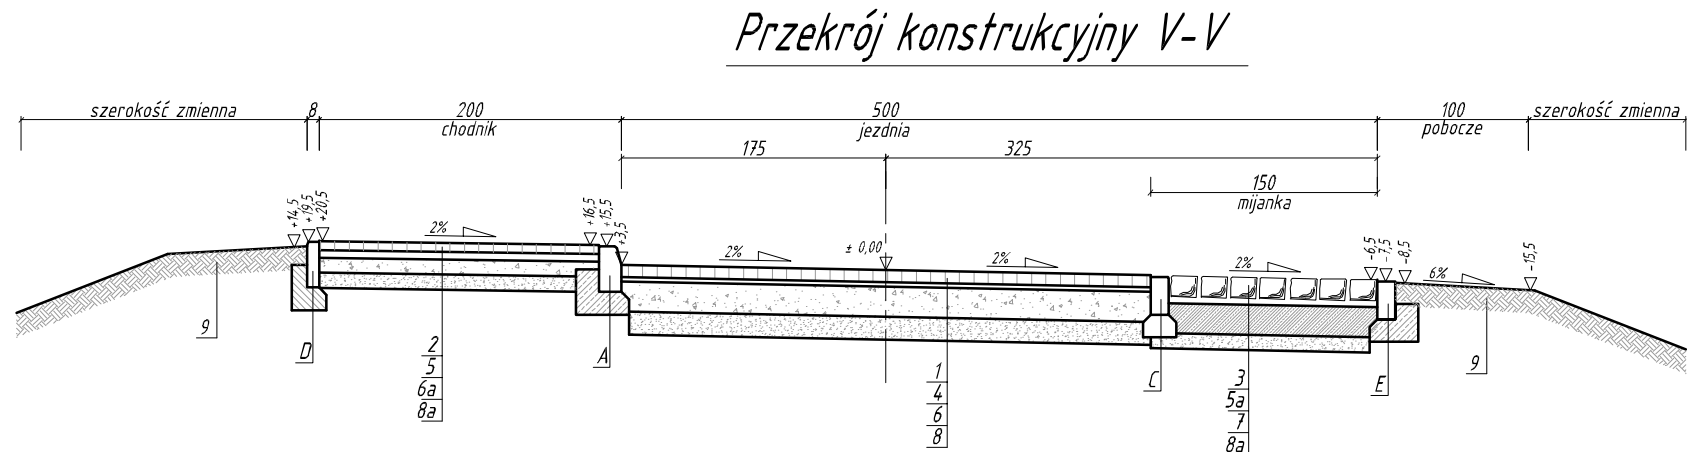 Przekrój konstrukcyjny V-V
szerokość zmienna 8 200 500 100 szerokość zmienna
chodnik jezdnia pobocze
175 325
150
mijanka
+14,5 +19,5 +20,5 2% +16,5 +15,5 +3,5 2% ± 0,00 2% 2% -6,5 -7,5 -8,5 6% -15,5
9 D A C E 9
2 1 3
5 4 5a
6a 6 7
8a 8 8a